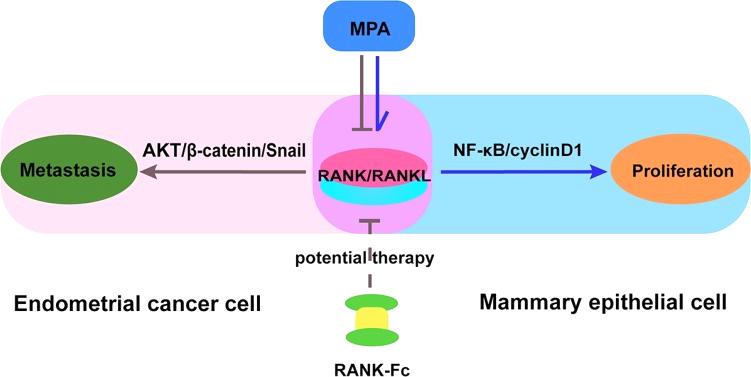 MPA
AKT/β-catenin/Snail
NF-κB/cyclinD1
Metastasis
RANK/RANKL
Proliferation
potential therapy
Endometrial cancer cell
Mammary epithelial cell
RANK-Fc